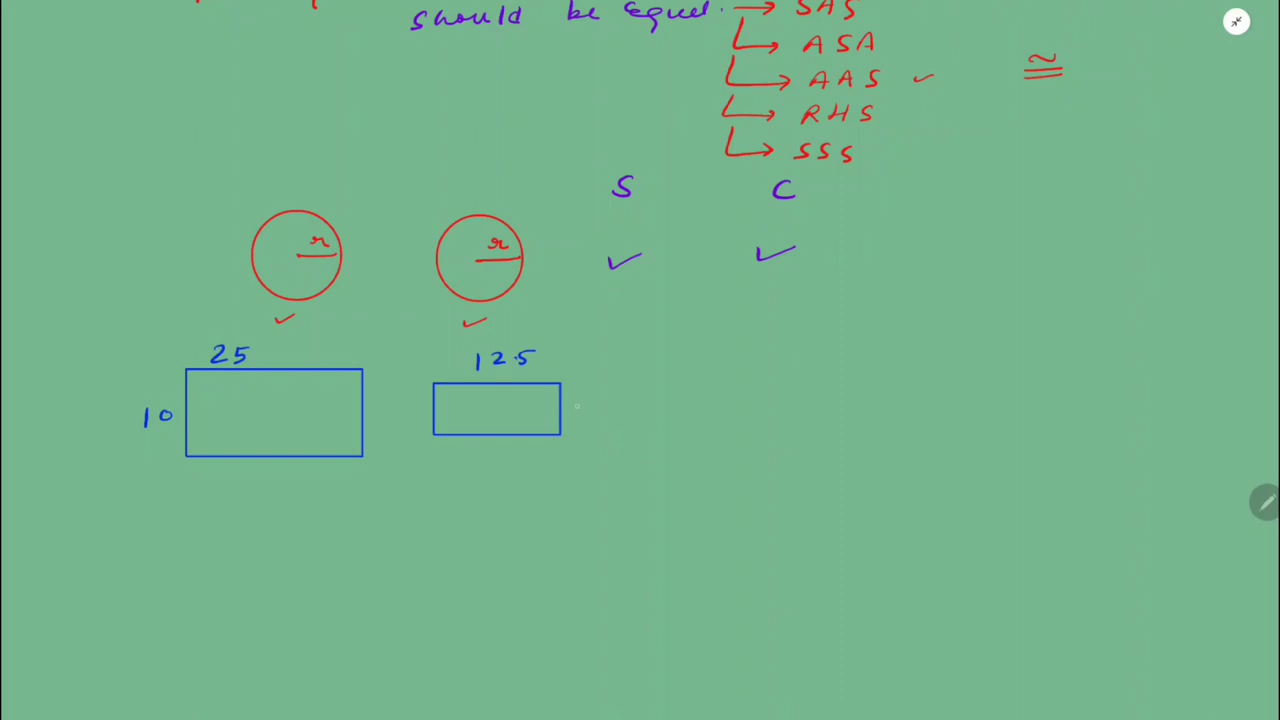 should be equal. → SAS
→ ASA
→ AAS ✓
≅
→ RHS
→ SSS
S C
r r ✓ ✓
✓ ✓
25 12.5
10